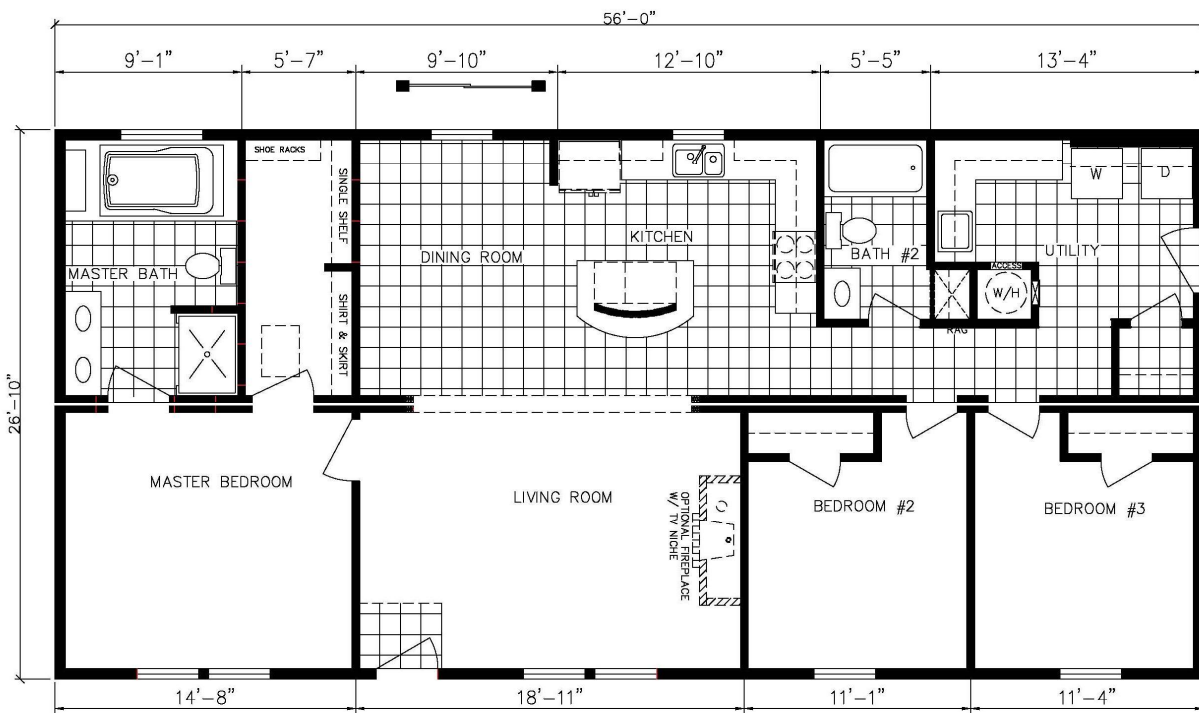 56'-0"
9'-1"
5'-7"
9'-10"
12'-10"
5'-5"
13'-4"
SHOE RACKS
SINGLE SHELF
W
D
KITCHEN
DINING ROOM
BATH #2
UTILITY
MASTER BATH
ACCESS
W/H
SHIRT & SKIRT
RAG
26'-10"
MASTER BEDROOM
LIVING ROOM
OPTIONAL FIREPLACE
W/ TV NICHE
BEDROOM #2
BEDROOM #3
14'-8"
18'-11"
11'-1"
11'-4"